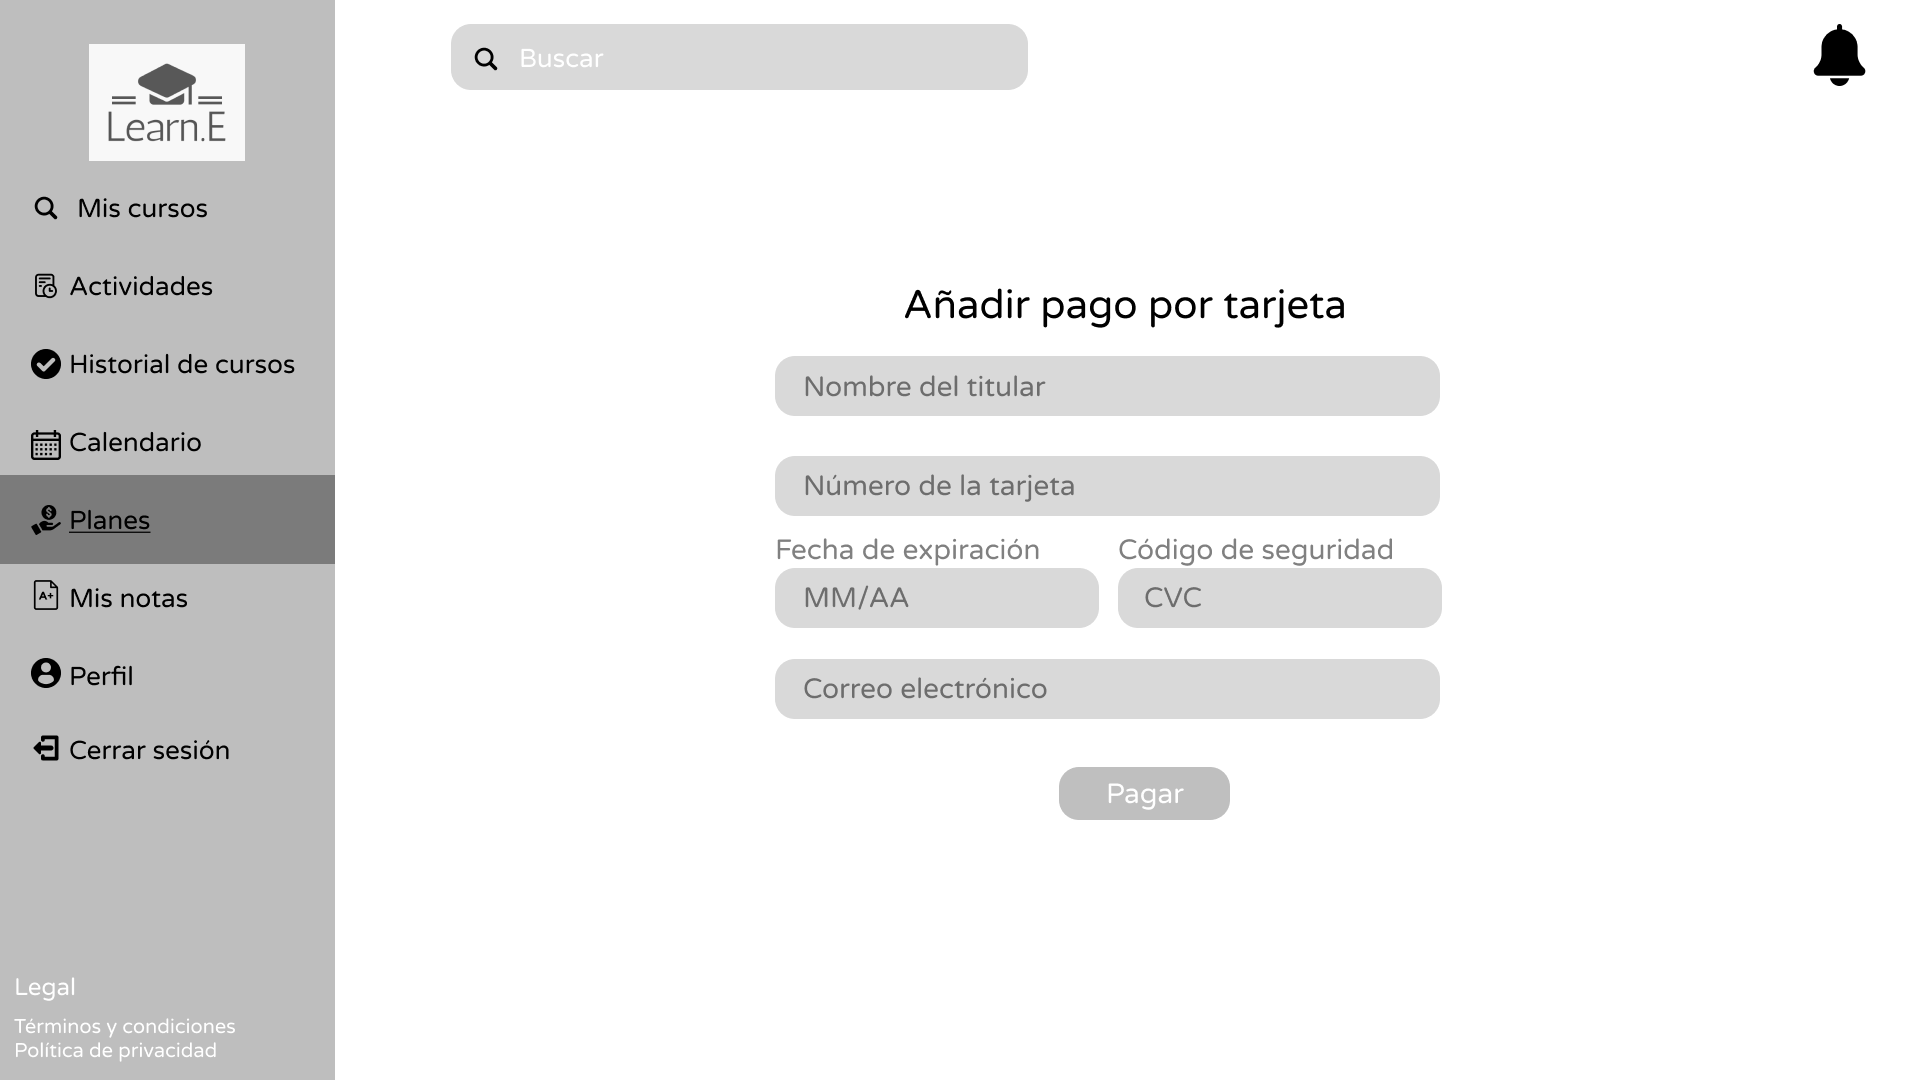 Learn.E
Buscar
Mis cursos
Actividades
Historial de cursos
Calendario
Planes
A+
Mis notas
Perfil
Cerrar sesión
Legal
Términos y condiciones
Política de privacidad
Añadir pago por tarjeta
Nombre del titular
Número de la tarjeta
Fecha de expiración
Código de seguridad
MM/AA
CVC
Correo electrónico
Pagar